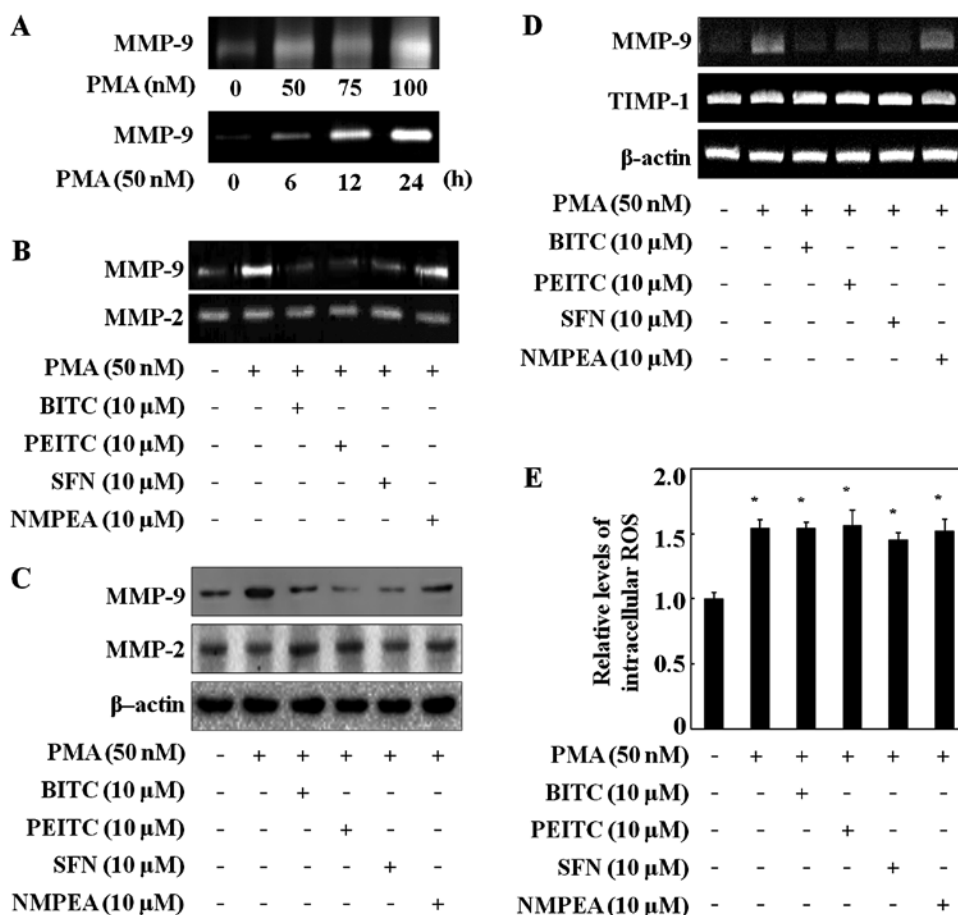 A
MMP-9
PMA (nM) 0 50 75 100
MMP-9
PMA (50 nM) 0 6 12 24 (h)
B
MMP-9
MMP-2
PMA (50 nM) - + + + + +
BITC (10 μM) - - + - - -
PEITC (10 μM) - - - + - -
SFN (10 μM) - - - - + -
NMPEA (10 μM) - - - - - +
C
MMP-9
MMP-2
β–actin
PMA (50 nM) - + + + + +
BITC (10 μM) - - + - - -
PEITC (10 μM) - - - + - -
SFN (10 μM) - - - - + -
NMPEA (10 μM) - - - - - +
D
MMP-9
TIMP-1
β-actin
PMA (50 nM) - + + + + +
BITC (10 μM) - - + - - -
PEITC (10 μM) - - - + - -
SFN (10 μM) - - - - + -
NMPEA (10 μM) - - - - - +
E
Relative levels of
intracellular ROS
2.0
1.5
1.0
0.5
0
* * * * *
PMA (50 nM) - + + + + +
BITC (10 μM) - - + - - -
PEITC (10 μM) - - - + - -
SFN (10 μM) - - - - + -
NMPEA (10 μM) - - - - - +